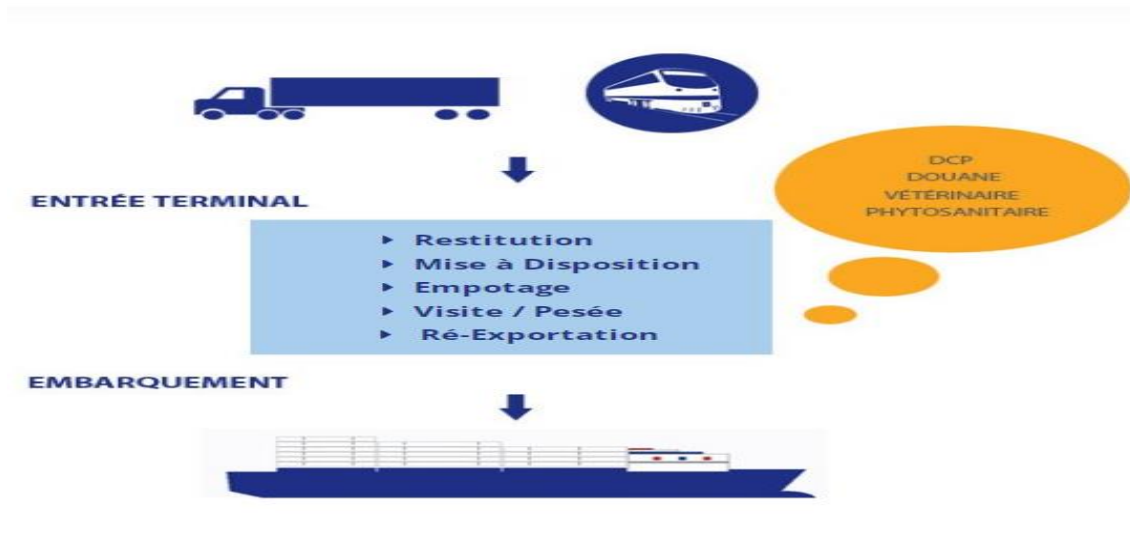 DCP
DOUANE
VÉTÉRINAIRE
PHYTOSANITAIRE
ENTRÉE TERMINAL
Restitution
Mise à Disposition
Empotage
Visite / Pesée
Ré-Exportation
EMBARQUEMENT